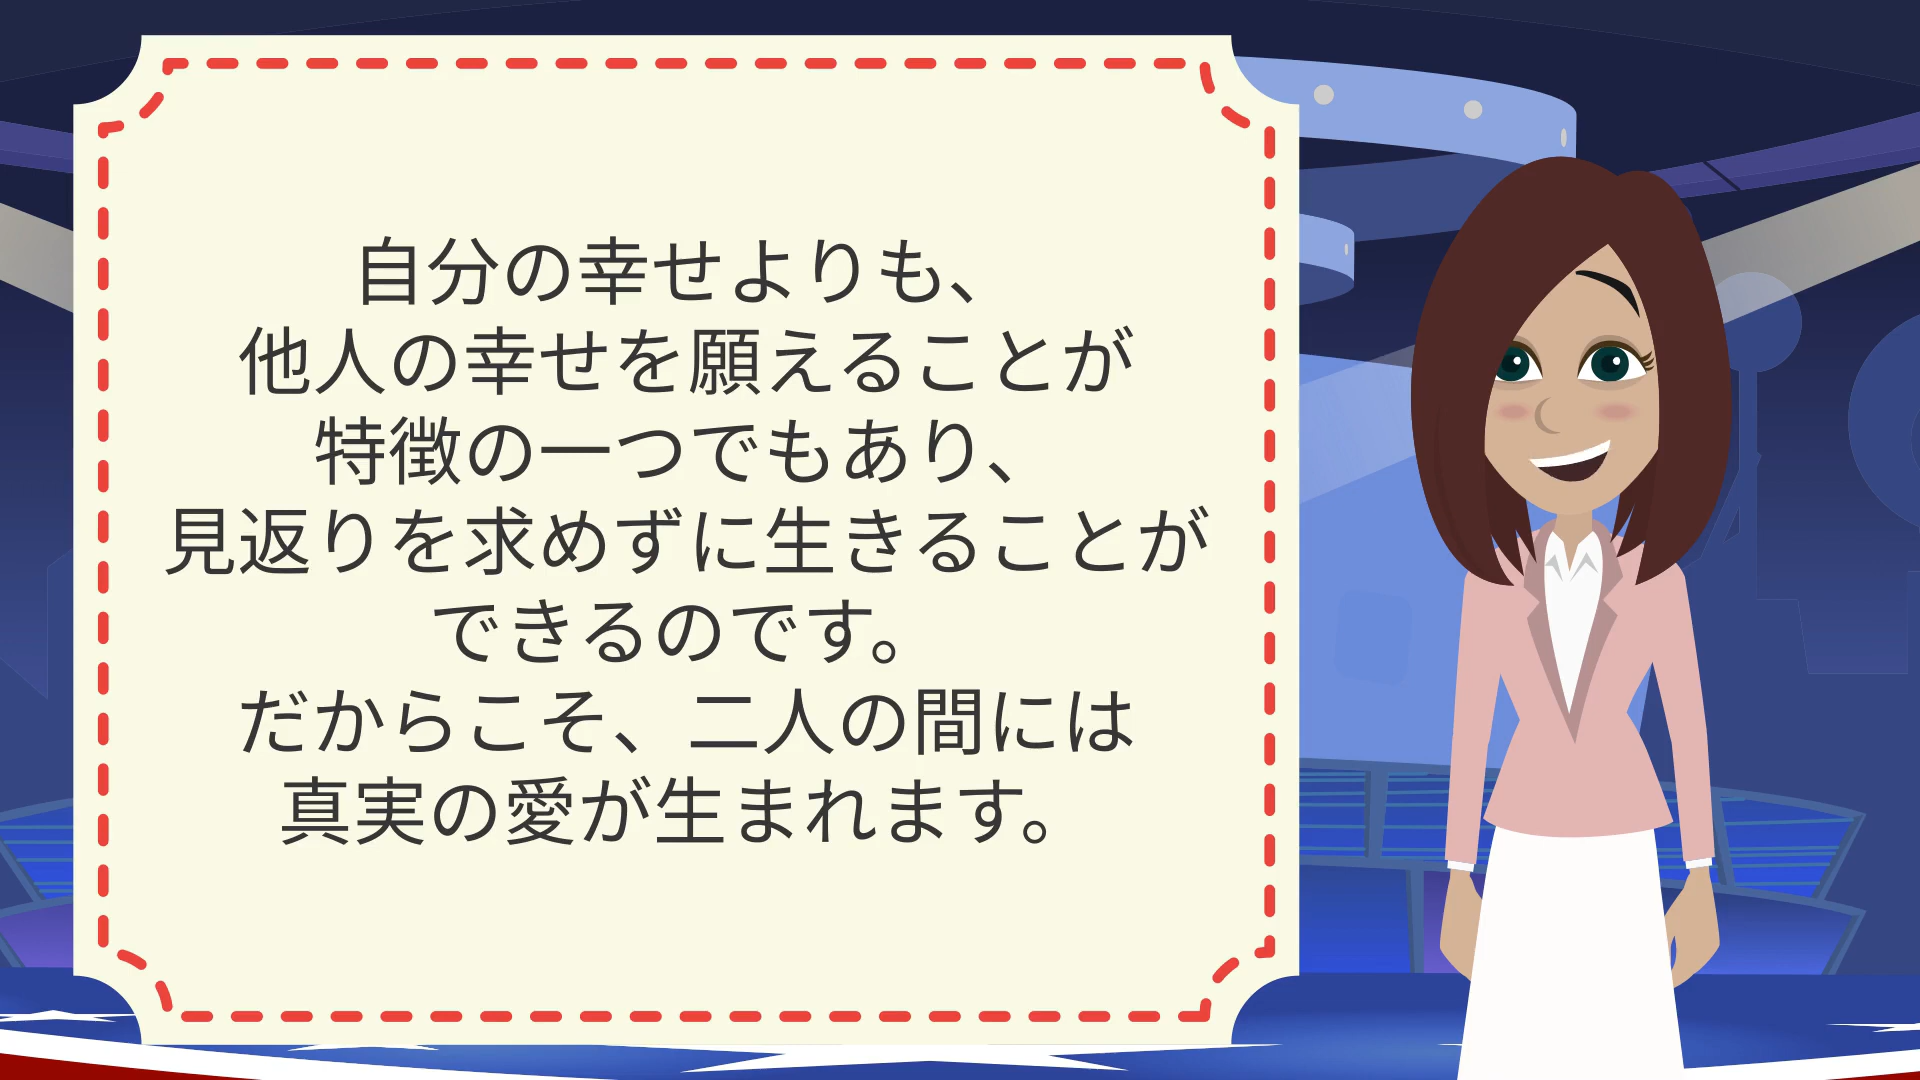 自分の幸せよりも、
他人の幸せを願えることが
特徴の一つでもあり、
見返りを求めずに生きることが
できるのです。
だからこそ、二人の間には
真実の愛が生まれます。